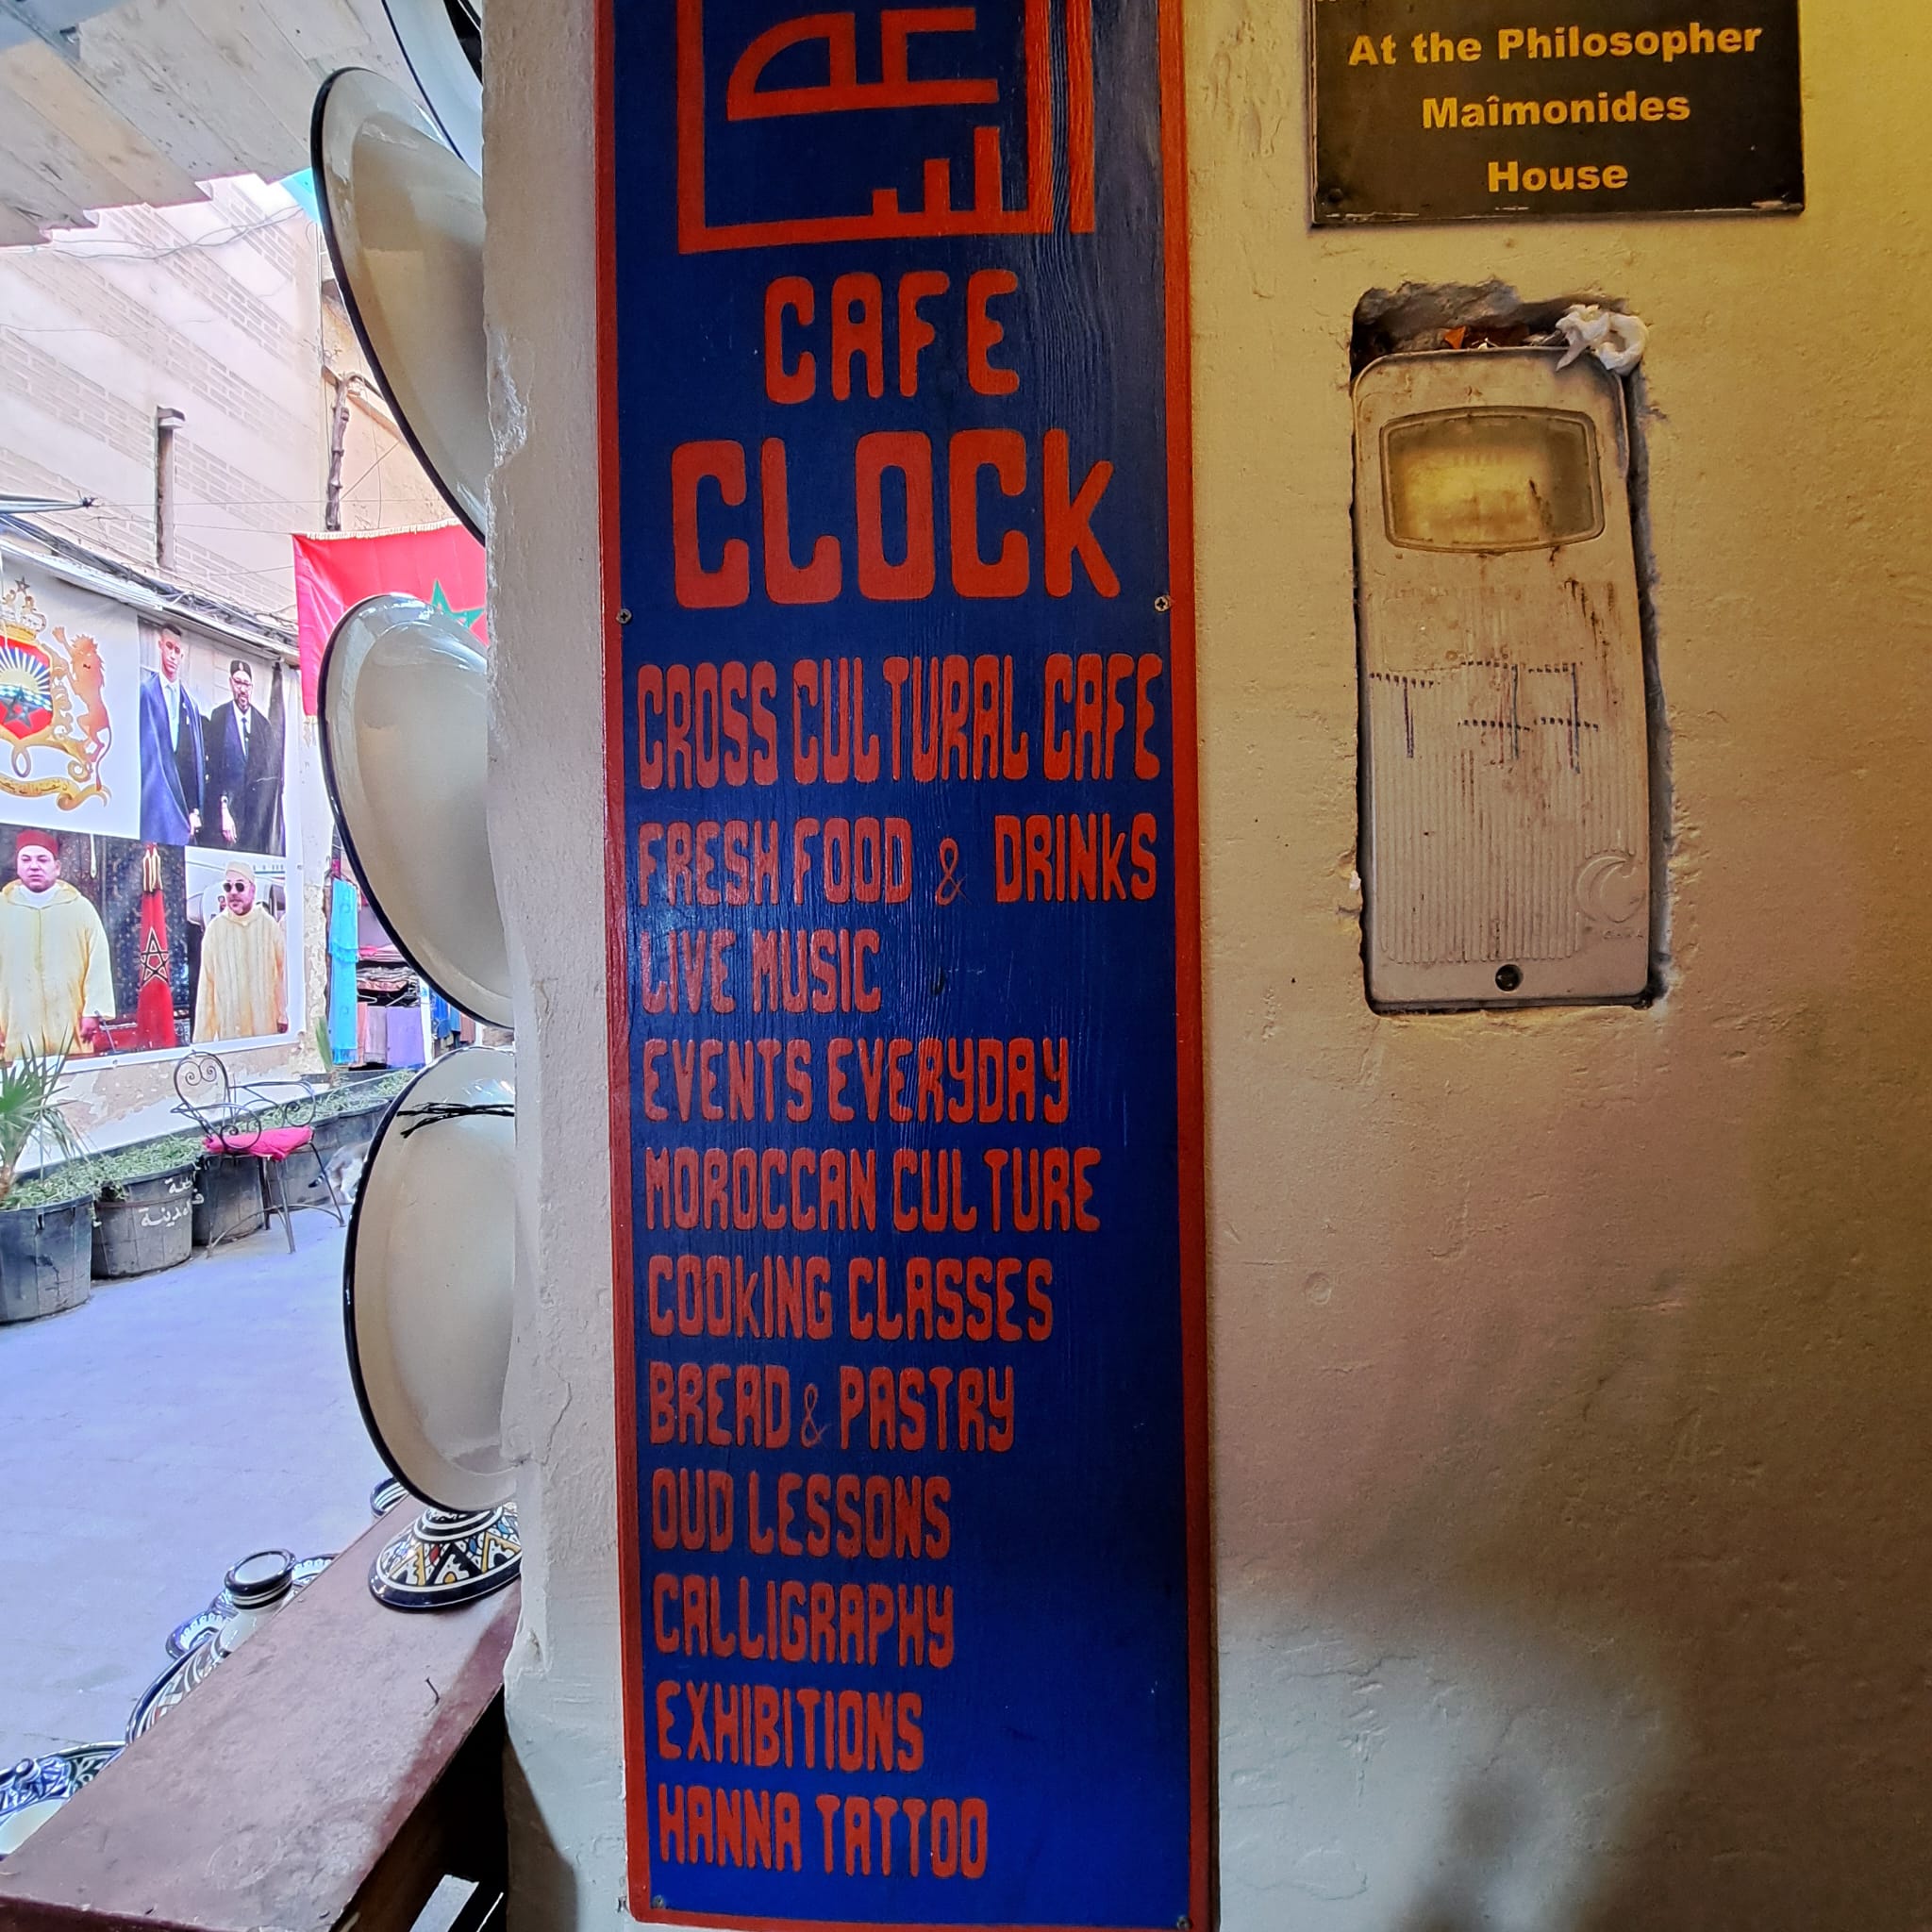 CAFE
CLOCK
CROSS CULTURAL CAFE
FRESH FOOD & DRINKS
LIVE MUSIC
EVENTS EVERYDAY
MOROCCAN CULTURE
COOKING CLASSES
BREAD & PASTRY
OUD LESSONS
CALLIGRAPHY
EXHIBITIONS
HANNA TATTOO
At the Philosopher
Maîmonides
House